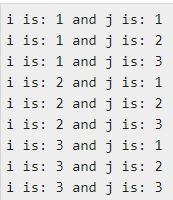 i is: 1 and j is: 1
i is: 1 and j is: 2
i is: 1 and j is: 3
i is: 2 and j is: 1
i is: 2 and j is: 2
i is: 2 and j is: 3
i is: 3 and j is: 1
i is: 3 and j is: 2
i is: 3 and j is: 3